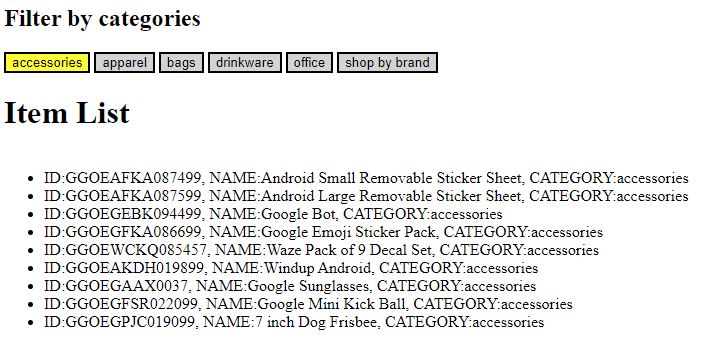 Filter by categories
accessories apparel bags drinkware office shop by brand
Item List
ID:GGOEAFKA087499, NAME:Android Small Removable Sticker Sheet, CATEGORY:accessories
ID:GGOEAFKA087599, NAME:Android Large Removable Sticker Sheet, CATEGORY:accessories
ID:GGOEGEBK094499, NAME:Google Bot, CATEGORY:accessories
ID:GGOEGFKA086699, NAME:Google Emoji Sticker Pack, CATEGORY:accessories
ID:GGOEWCKQ085457, NAME:Waze Pack of 9 Decal Set, CATEGORY:accessories
ID:GGOEAKDH019899, NAME:Windup Android, CATEGORY:accessories
ID:GGOEGAAX0037, NAME:Google Sunglasses, CATEGORY:accessories
ID:GGOEGFSR022099, NAME:Google Mini Kick Ball, CATEGORY:accessories
ID:GGOEGPJC019099, NAME:7 inch Dog Frisbee, CATEGORY:accessories